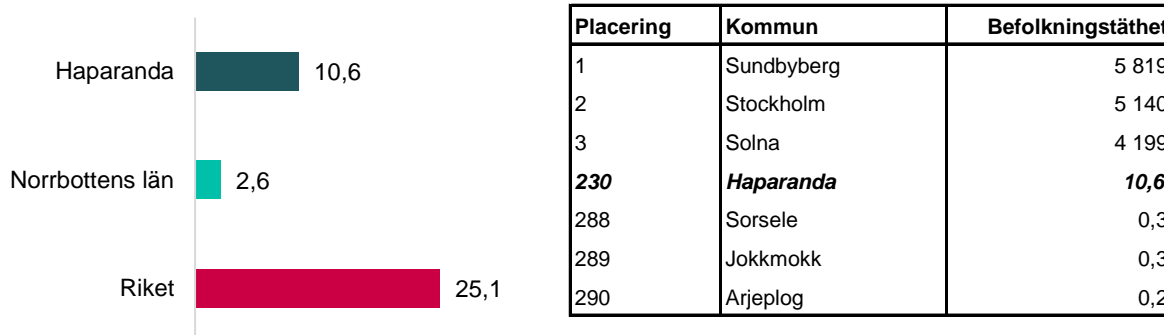 Haparanda 10,6
Norrbottens län 2,6
Riket 25,1
Placering Kommun Befolkningstäthet
1 Sundbyberg 5 819
2 Stockholm 5 140
3 Solna 4 199
230 Haparanda 10,6
288 Sorsele 0,3
289 Jokkmokk 0,3
290 Arjeplog 0,2